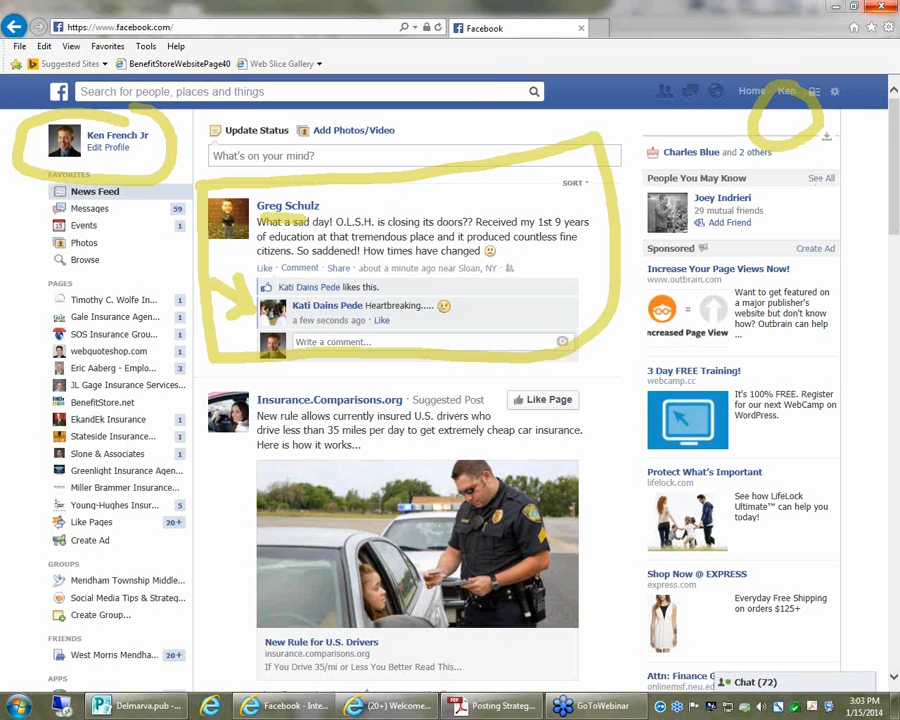 https://www.facebook.com/
Facebook
File Edit View Favorites Tools Help
Suggested Sites BenefitStoreWebsitePage40 Web Slice Gallery
Search for people, places and things
Home Ken
Ken French Jr
Edit Profile
FAVORITES
News Feed
Messages 59
Events 1
Photos
Browse
PAGES
Timothy C. Wolfe In... 1
Gale Insurance Agen... 1
SOS Insurance Grou... 1
webquoteshop.com 1
Eric Aaberg - Emplo... 3
JL Gage Insurance Services...
BenefitStore.net
EkandEk Insurance 1
Stateside Insurance... 1
Slone & Associates 1
Greenlight Insurance Agen...
Miller Brammer Insurance...
Young-Hughes Insur... 5
Like Pages 20+
Create Ad
GROUPS
Mendham Township Middle...
Social Media Tips & Strateg...
Create Group...
FRIENDS
West Morris Mendha... 20+
APPS
Update Status Add Photos/Video
What's on your mind?
SORT
Greg Schulz
What a sad day! O.L.S.H. is closing its doors?? Received my 1st 9 years
of education at that tremendous place and it produced countless fine
citizens. So saddened! How times have changed
Like · Comment · Share · about a minute ago near Sloan, NY ·
Kati Dains Pede likes this.
Kati Dains Pede Heartbreaking.....
a few seconds ago · Like
Write a comment...
Insurance.Comparisons.org · Suggested Post
Like Page
New rule allows currently insured U.S. drivers who
drive less than 35 miles per day to get extremely cheap car insurance.
Here is how it works...
New Rule for U.S. Drivers
insurance.comparisons.org
If You Drive 35/mi or Less You Better Read This...
Charles Blue and 2 others
People You May Know See All
Joey Indrieri
29 mutual friends
Add Friend
Sponsored Create Ad
Increase Your Page Views Now!
www.outbrain.com
Want to get featured on
a major publisher's
website but don't know
how? Outbrain can help
...
ncreased Page View
3 Day FREE Training!
webcamp.cc
It's 100% FREE. Register
for our next WebCamp on
WordPress.
Protect What's Important
lifelock.com
See how LifeLock
Ultimate™ can help you
today!
Shop Now @ EXPRESS
express.com
Everyday Free Shipping
on orders $125+
Attn: Finance G
onlinemsf.neu.ed
Chat (72)
Delmarva.pub -...
Facebook - Inte...
(20+) Welcome...
Posting Strateg...
GoToWebinar
3:03 PM
1/15/2014